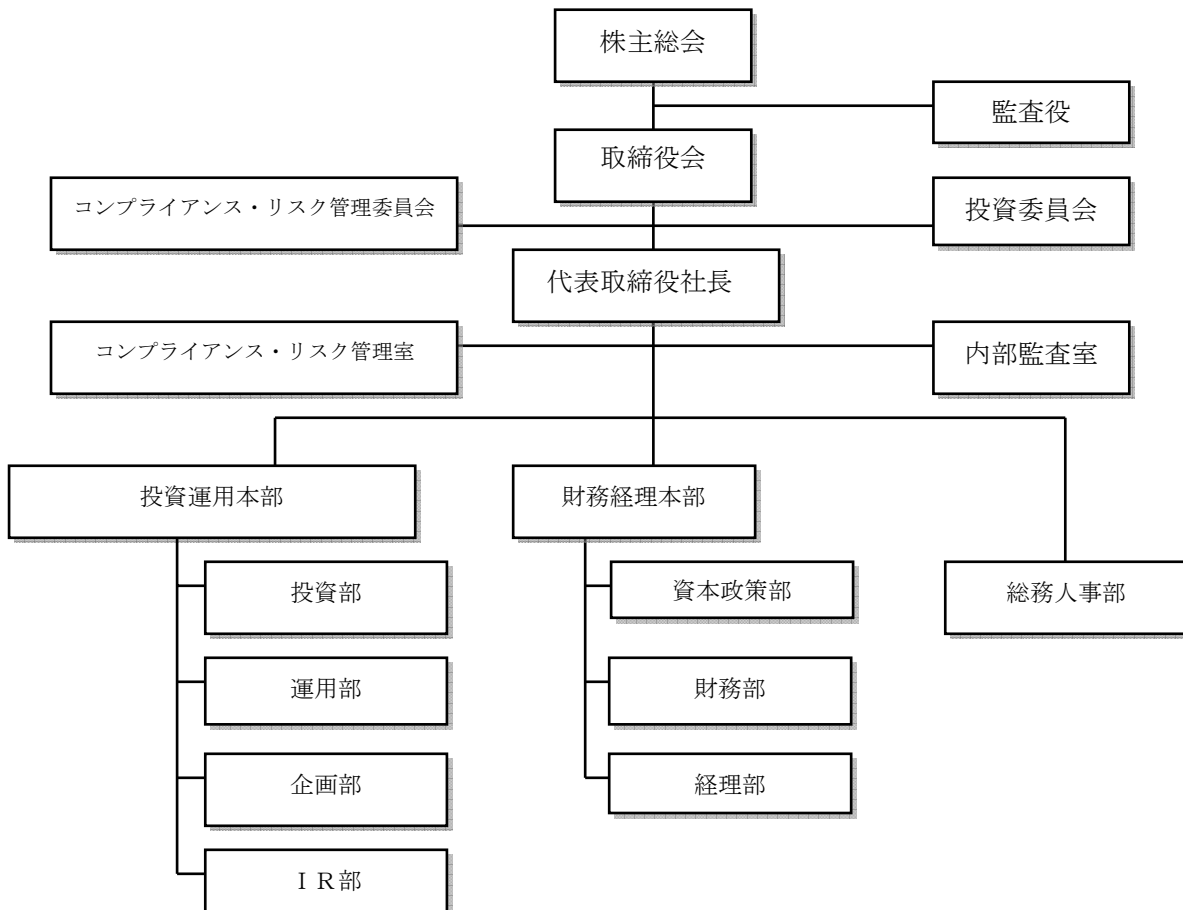 株主総会
監査役
取締役会
コンプライアンス・リスク管理委員会
投資委員会
代表取締役社長
コンプライアンス・リスク管理室
内部監査室
投資運用本部
財務経理本部
投資部
資本政策部
総務人事部
運用部
財務部
企画部
経理部
ＩＲ部